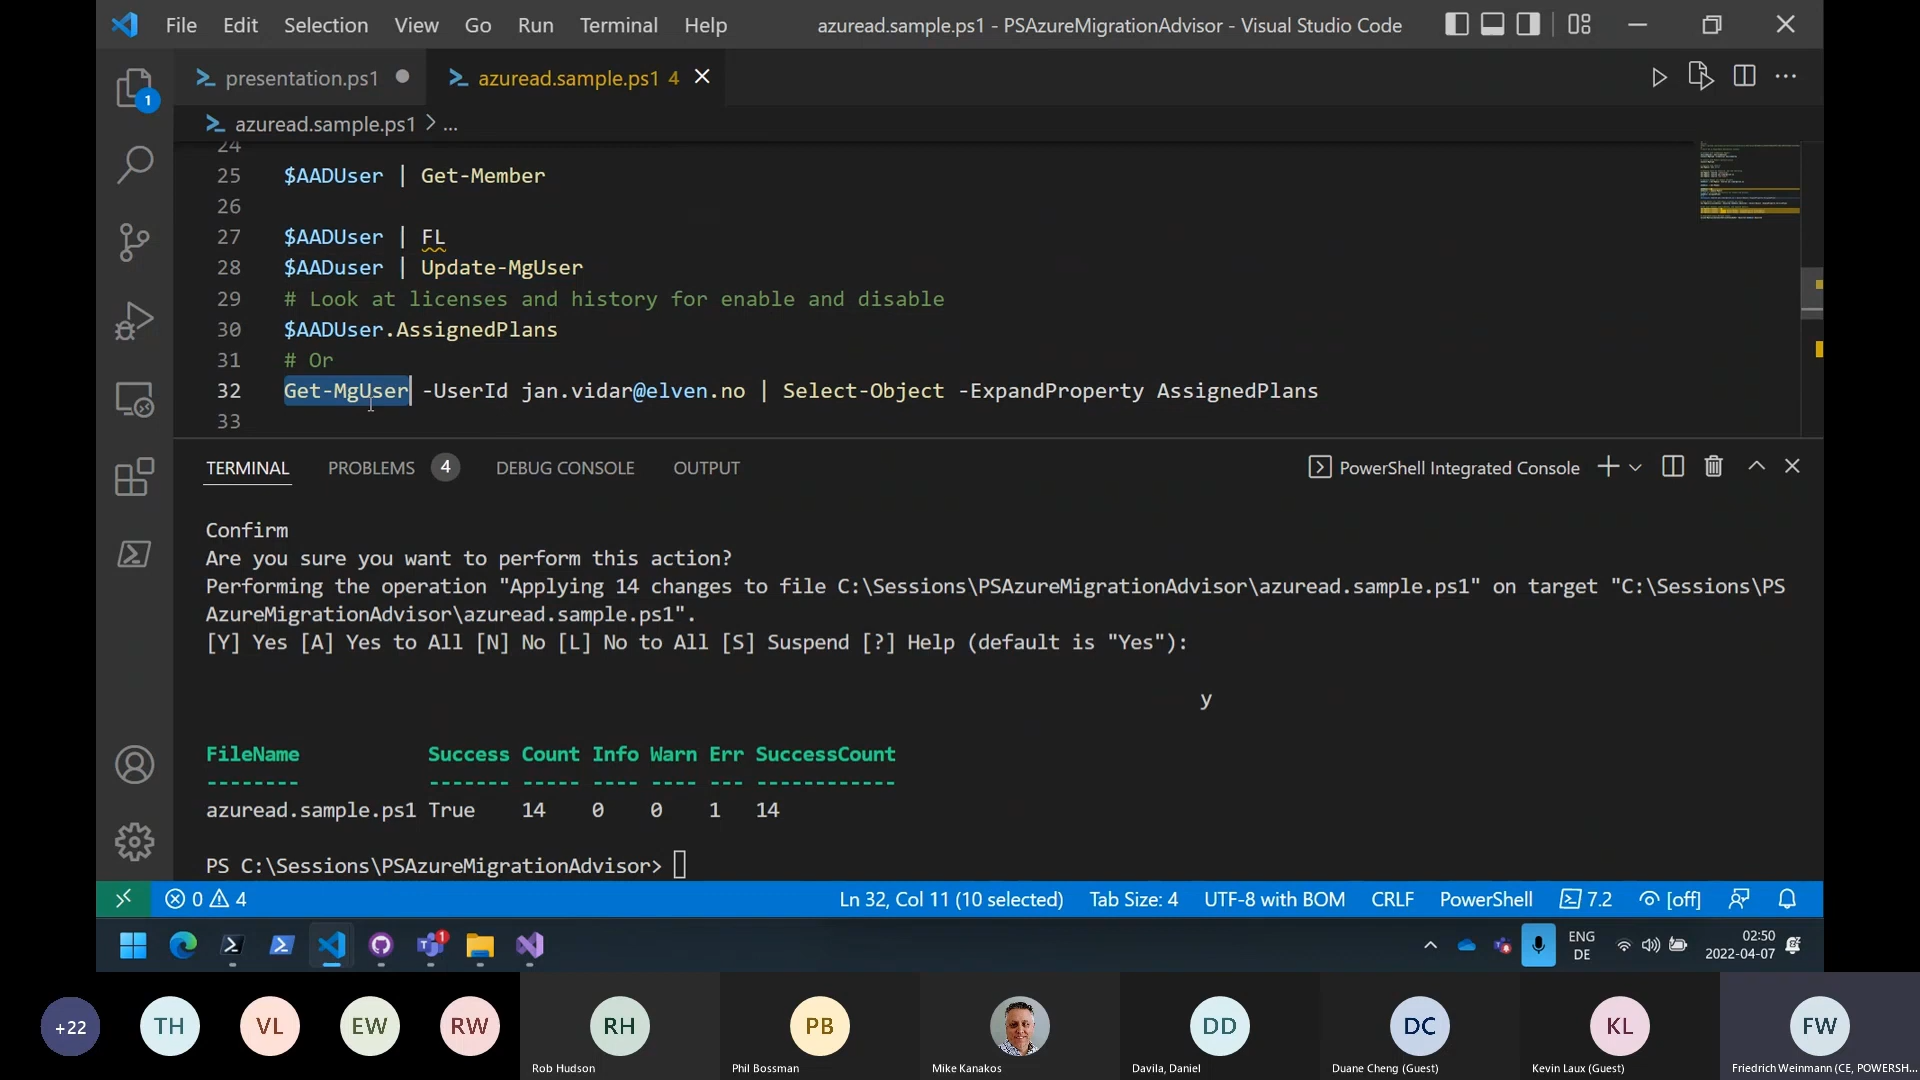 File Edit Selection View Go Run Terminal Help
azuread.sample.ps1 - PSAzureMigrationAdvisor - Visual Studio Code
1
presentation.ps1
azuread.sample.ps1 4
azuread.sample.ps1 > ...
24
25 $AADUser | Get-Member
26
27 $AADUser | FL
28 $AADuser | Update-MgUser
29 # Look at licenses and history for enable and disable
30 $AADUser.AssignedPlans
31 # Or
32 Get-MgUser -UserId jan.vidar@elven.no | Select-Object -ExpandProperty AssignedPlans
33
TERMINAL PROBLEMS 4 DEBUG CONSOLE OUTPUT
PowerShell Integrated Console
Confirm
Are you sure you want to perform this action?
Performing the operation "Applying 14 changes to file C:\Sessions\PSAzureMigrationAdvisor\azuread.sample.ps1" on target "C:\Sessions\PS
AzureMigrationAdvisor\azuread.sample.ps1".
[Y] Yes [A] Yes to All [N] No [L] No to All [S] Suspend [?] Help (default is "Yes"):
y
FileName Success Count Info Warn Err SuccessCount
-------- ------- ----- ---- ---- --- ------------
azuread.sample.ps1 True 14 0 0 1 14
PS C:\Sessions\PSAzureMigrationAdvisor>
0 4
Ln 32, Col 11 (10 selected) Tab Size: 4 UTF-8 with BOM CRLF PowerShell 7.2 [off]
1
ENG
DE
02:50
2022-04-07
+22 TH VL EW RW RH PB DD DC KL FW
Rob Hudson
Phil Bossman
Mike Kanakos
Davila, Daniel
Duane Cheng (Guest)
Kevin Laux (Guest)
Friedrich Weinmann (CE, POWERSH...